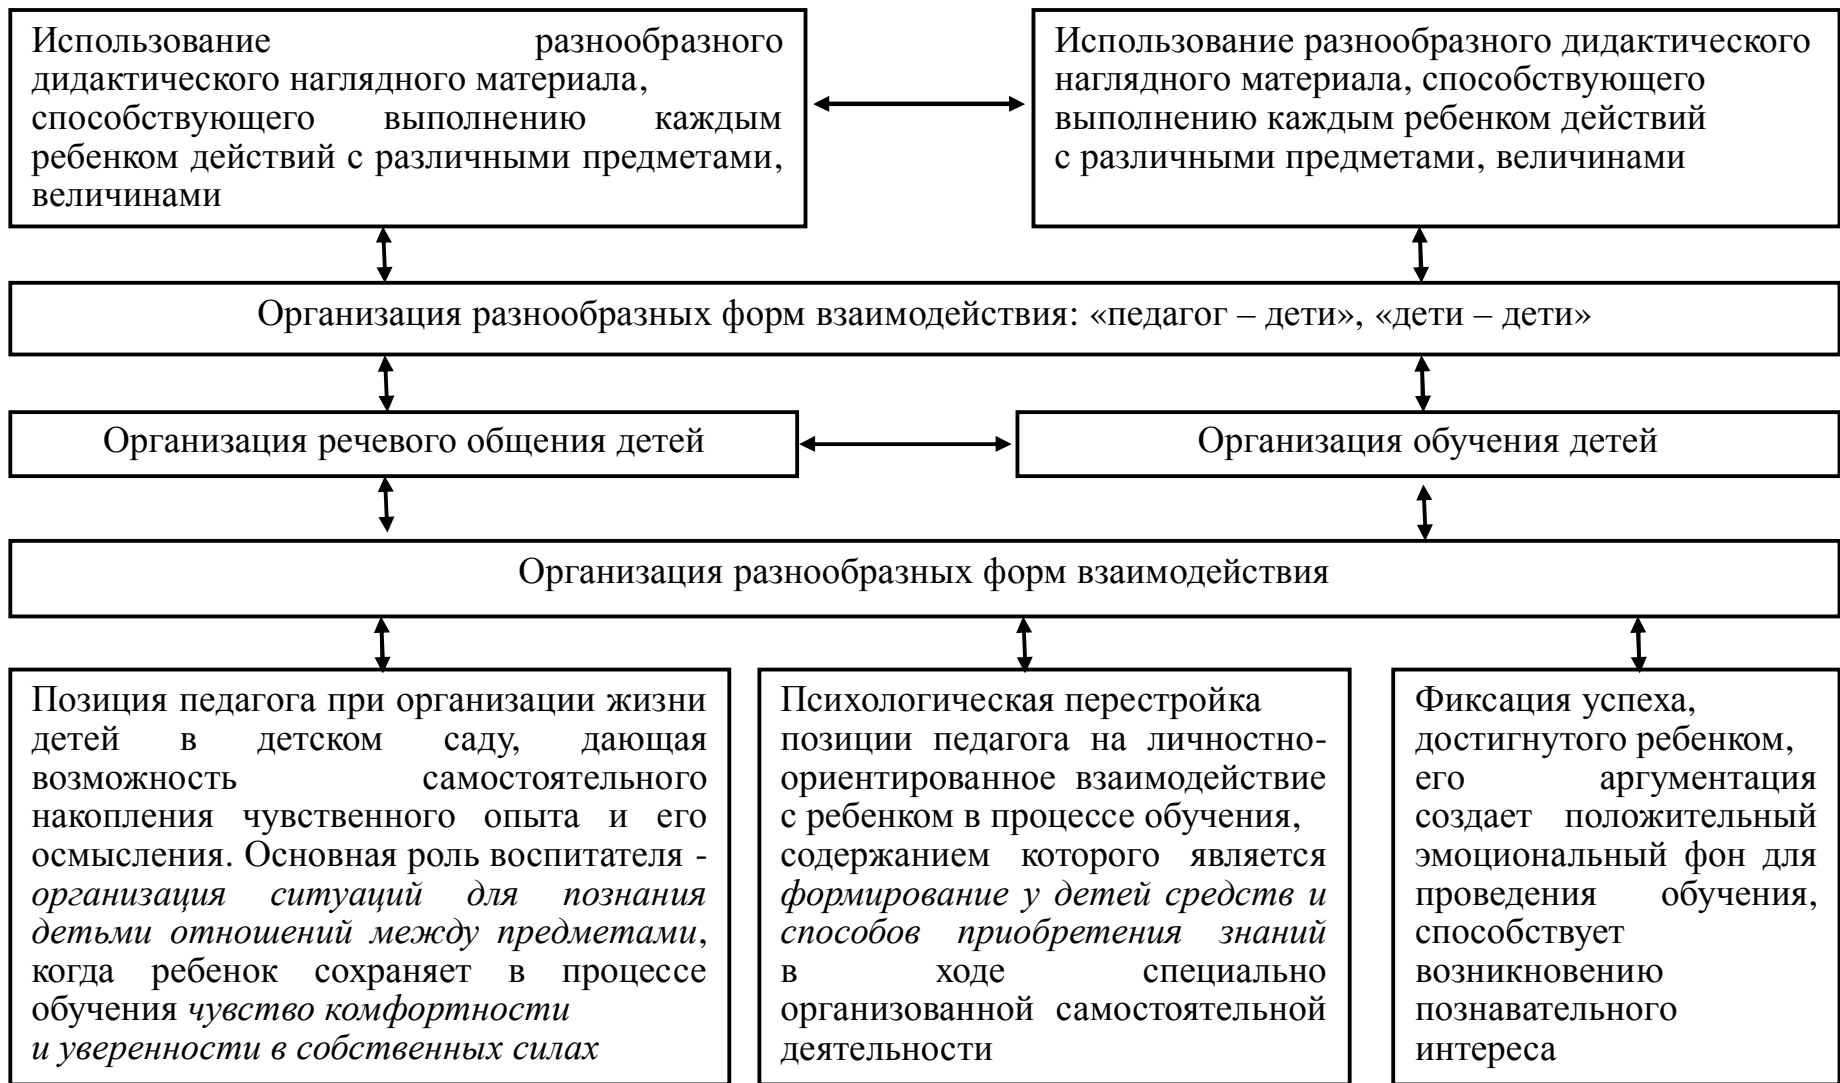 Использование разнообразного
дидактического наглядного материала,
способствующего выполнению каждым
ребенком действий с различными предметами,
величинами
Использование разнообразного дидактического
наглядного материала, способствующего
выполнению каждым ребенком действий
с различными предметами, величинами
Организация разнообразных форм взаимодействия: «педагог – дети», «дети – дети»
Организация речевого общения детей
Организация обучения детей
Организация разнообразных форм взаимодействия
Позиция педагога при организации жизни
детей в детском саду, дающая
возможность самостоятельного
накопления чувственного опыта и его
осмысления. Основная роль воспитателя -
организация ситуаций для познания
детьми отношений между предметами,
когда ребенок сохраняет в процессе
обучения чувство комфортности
и уверенности в собственных силах
Психологическая перестройка
позиции педагога на личностно-
ориентированное взаимодействие
с ребенком в процессе обучения,
содержанием которого является
формирование у детей средств и
способов приобретения знаний
в ходе специально
организованной самостоятельной
деятельности
Фиксация успеха,
достигнутого ребенком,
его аргументация
создает положительный
эмоциональный фон для
проведения обучения,
способствует
возникновению
познавательного
интереса